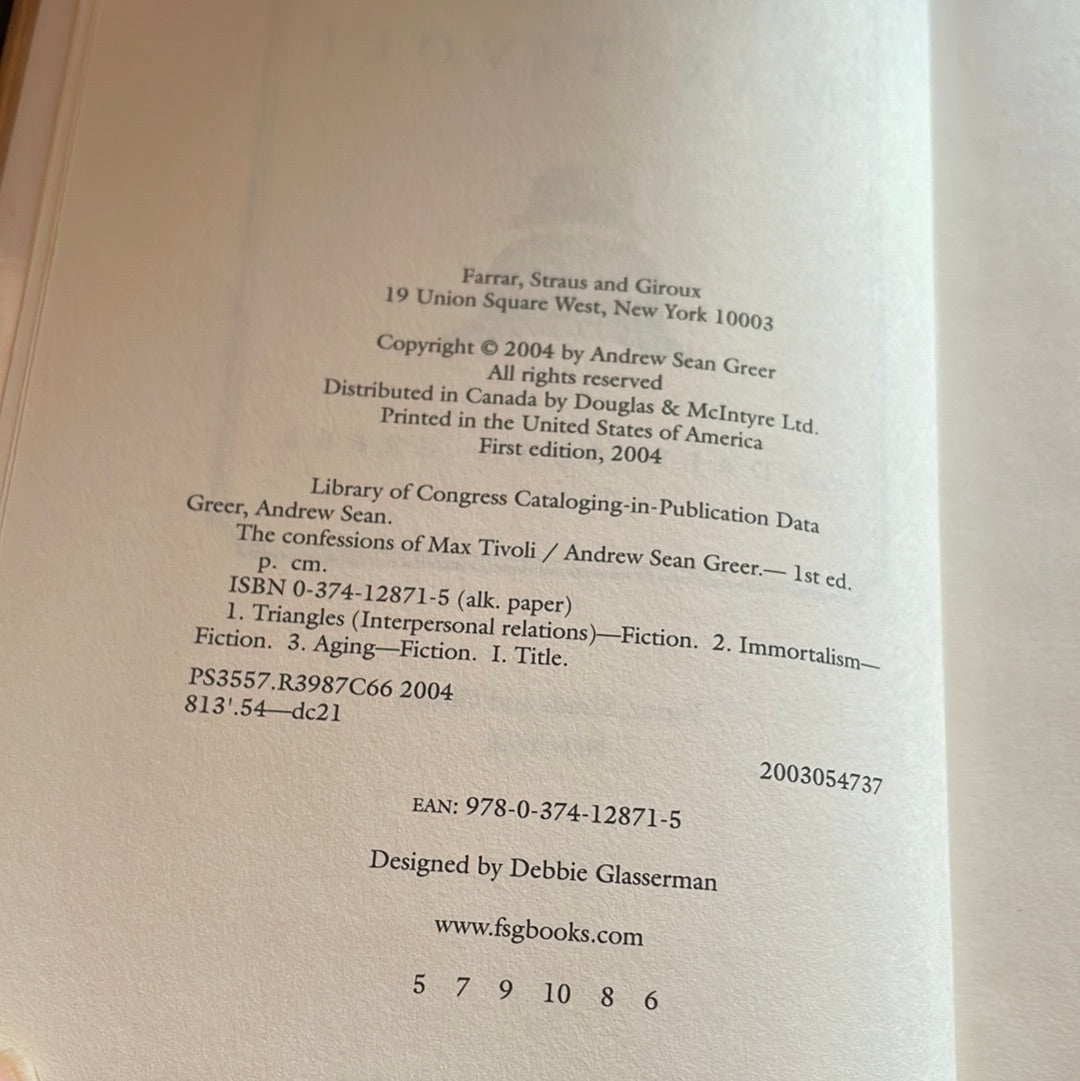 Farrar, Straus and Giroux
19 Union Square West, New York 10003
Copyright © 2004 by Andrew Sean Greer
All rights reserved
Distributed in Canada by Douglas & McIntyre Ltd.
Printed in the United States of America
First edition, 2004
Library of Congress Cataloging-in-Publication Data
Greer, Andrew Sean.
The confessions of Max Tivoli / Andrew Sean Greer.— 1st ed.
p. cm.
ISBN 0-374-12871-5 (alk. paper)
1. Triangles (Interpersonal relations)—Fiction. 2. Immortalism—
Fiction. 3. Aging—Fiction. I. Title.
PS3557.R3987C66 2004
813'.54—dc21
2003054737
EAN: 978-0-374-12871-5
Designed by Debbie Glasserman
www.fsgbooks.com
5 7 9 10 8 6